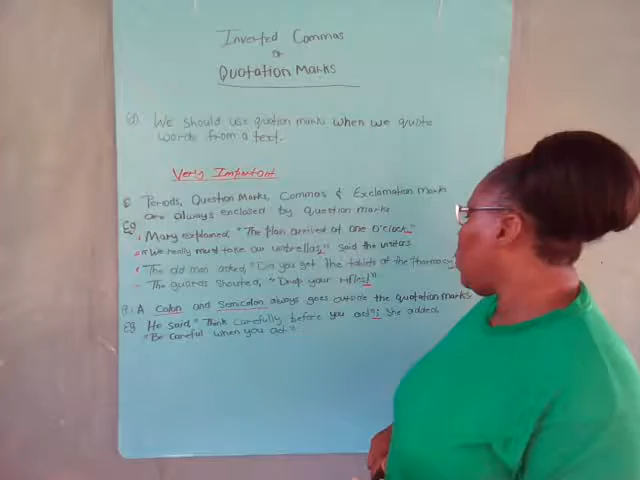 Inverted Commas
or
Quotation Marks
We should use quotion marks when we quote
words from a text.
Very Important
Periods, Question Marks, Commas & Exclamation marks
are always enclosed by question marks.
Eg
Mary explained, "The plan arrived at one o'clock."
"We really must take our umbrellas," said the visitors
The old man asked, "Did you get the tablets at the Pharmacy
The guards shouted, "Drop your rifles!"
A Colon and Semicolon always goes outside the quotation marks
Eg He said, "Think carefully before you act"; She added
"Be careful when you act"